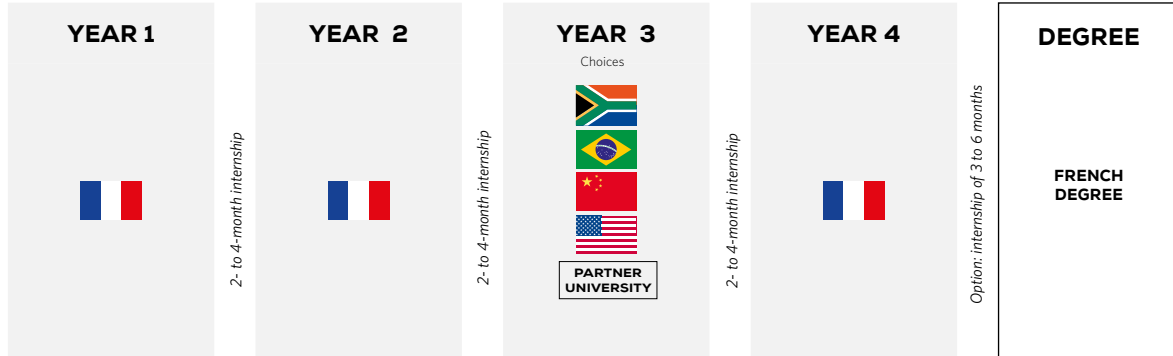 YEAR 1
2- to 4-month internship
YEAR 2
2- to 4-month internship
YEAR 3
Choices
PARTNER
UNIVERSITY
2- to 4-month internship
YEAR 4
Option: internship of 3 to 6 months
DEGREE
FRENCH
DEGREE